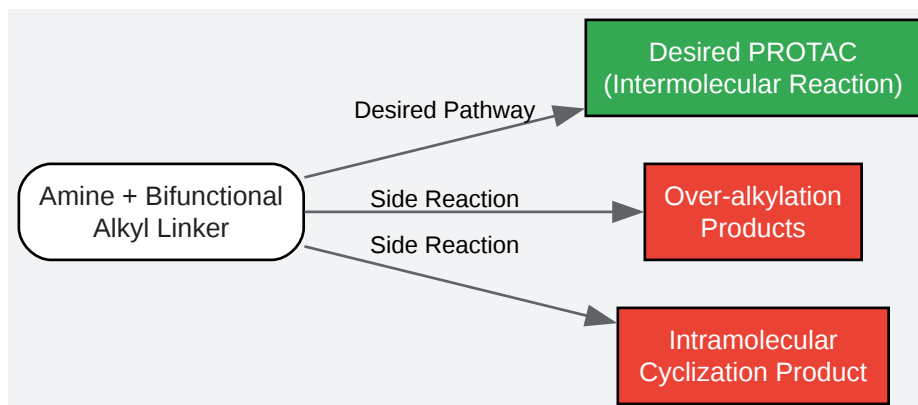 Desired PROTAC
(Intermolecular Reaction)
Desired Pathway
Amine + Bifunctional
Alkyl Linker
Side Reaction
Over-alkylation
Products
Side Reaction
Intramolecular
Cyclization Product